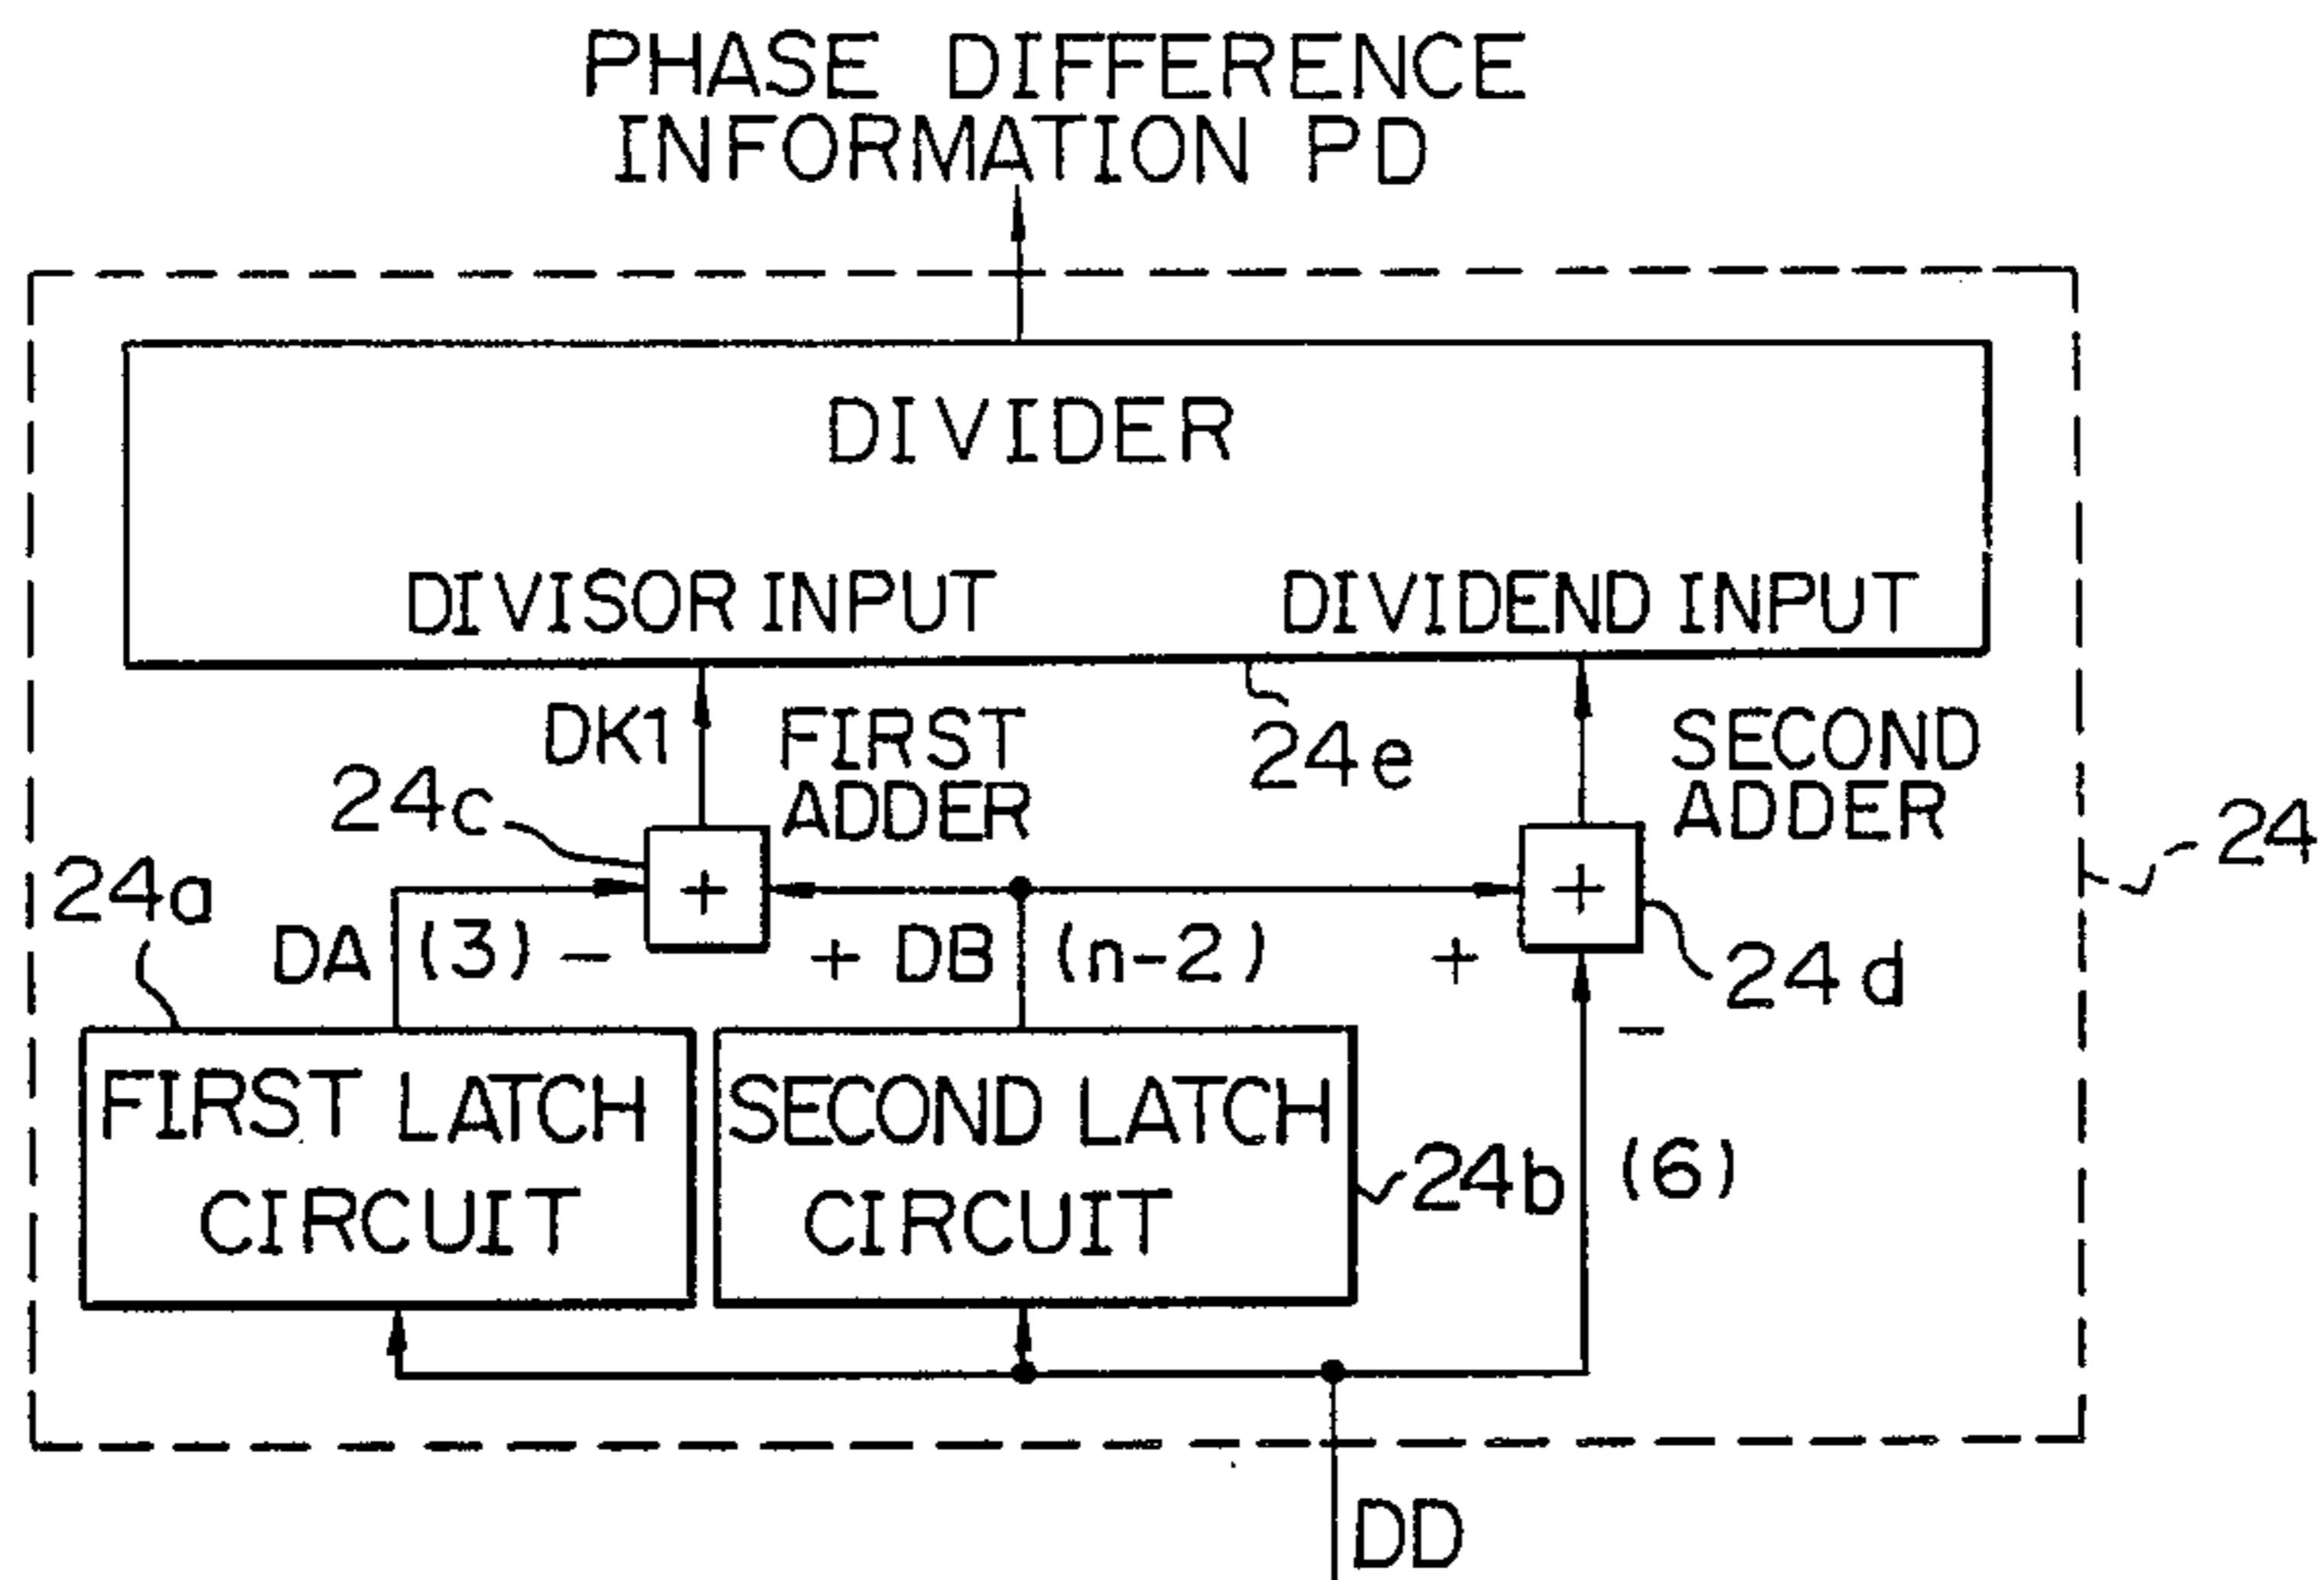 PHASE DIFFERENCE
INFORMATION PD
DIVIDER
DIVISOR INPUT
DIVIDEND INPUT
DK1
FIRST
ADDER
24e
SECOND
ADDER
24c
24
24a
+
+
DA (3) -
+ DB (n-2)
+
24d
-
FIRST LATCH
CIRCUIT
SECOND LATCH
CIRCUIT
24b
(6)
DD